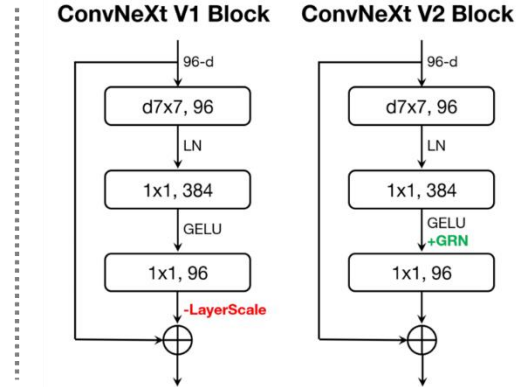 ConvNeXt V1 Block
96-d
d7x7, 96
LN
1x1, 384
GELU
1x1, 96
-LayerScale
ConvNeXt V2 Block
96-d
d7x7, 96
LN
1x1, 384
GELU
+GRN
1x1, 96